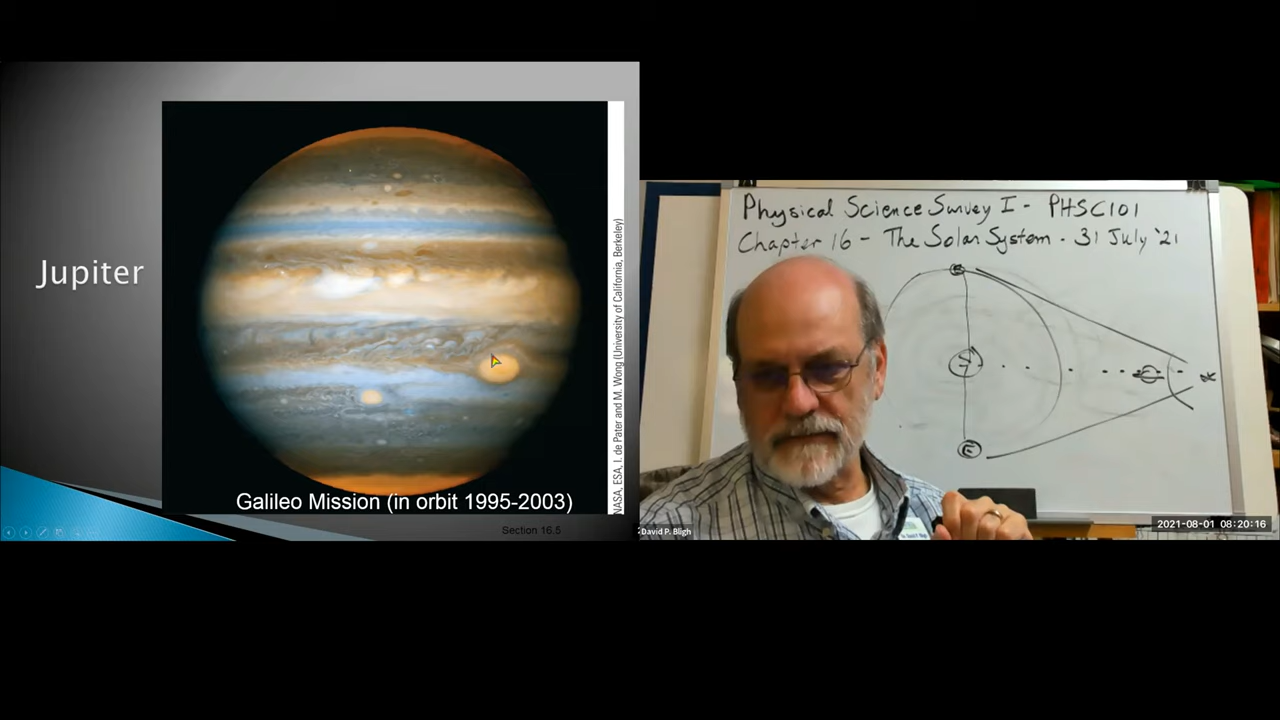 Jupiter
Galileo Mission (in orbit 1995-2003)
NASA, ESA, I. de Pater and M. Wong (University of California, Berkeley)
Section 16.5
Physical Science Survey I - PHSC101
Chapter 16 - The Solar System - 31 July '21
E
David P. Bligh
2021-08-01 08:20:16